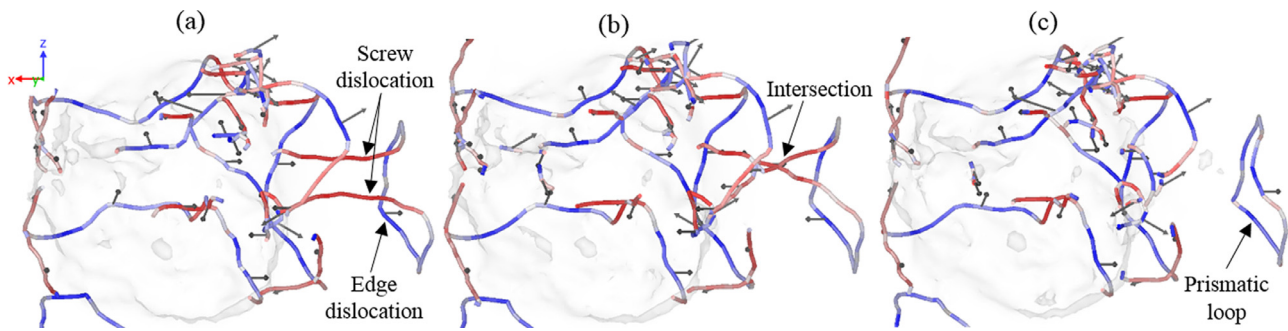 (a)
(b)
(c)
z
x
y
Screw
dislocation
Edge
dislocation
Intersection
Prismatic
loop